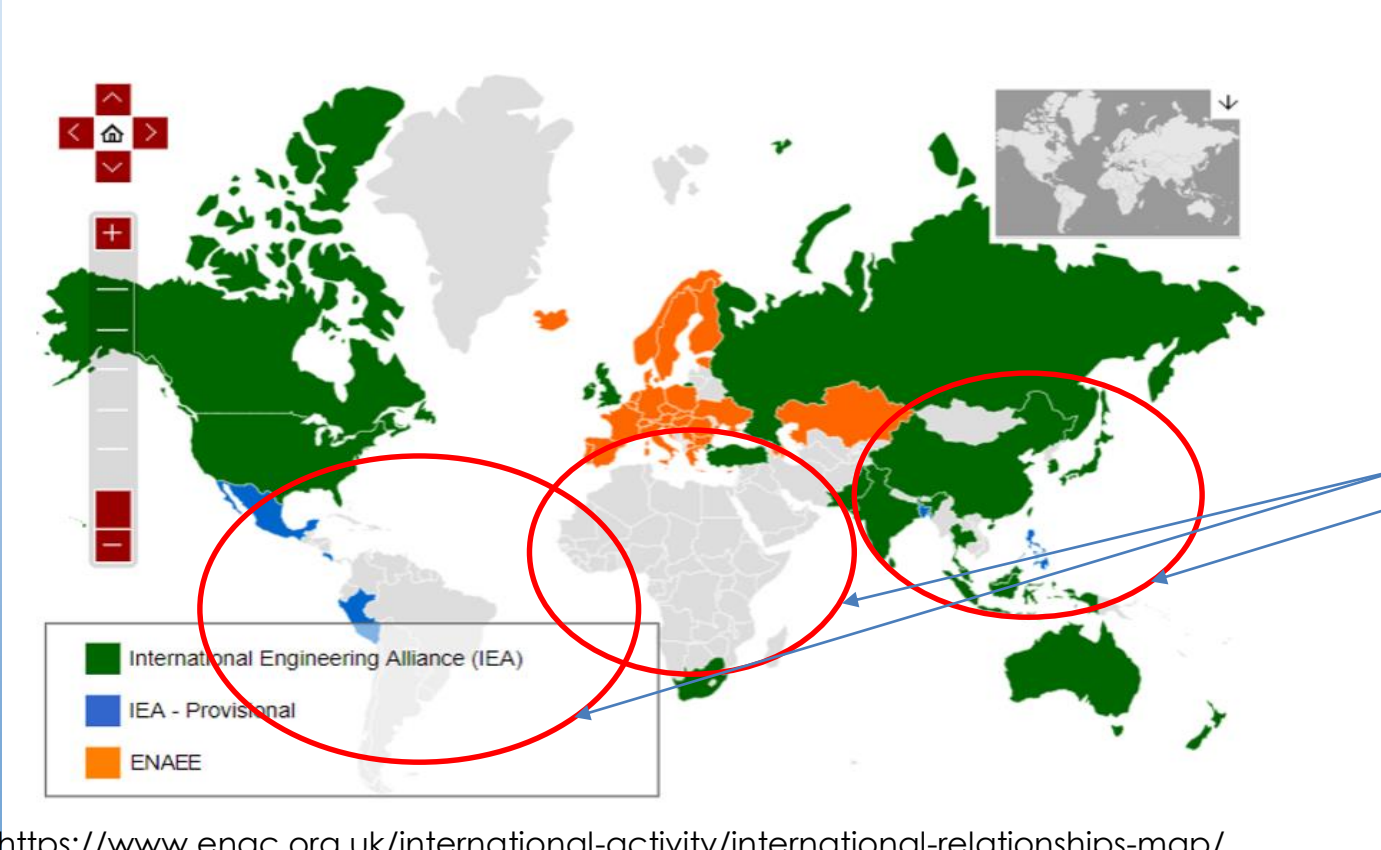 International Engineering Alliance (IEA)
IEA - Provisional
ENAEE
https://www.engc.org.uk/international-activity/international-relationships-map/